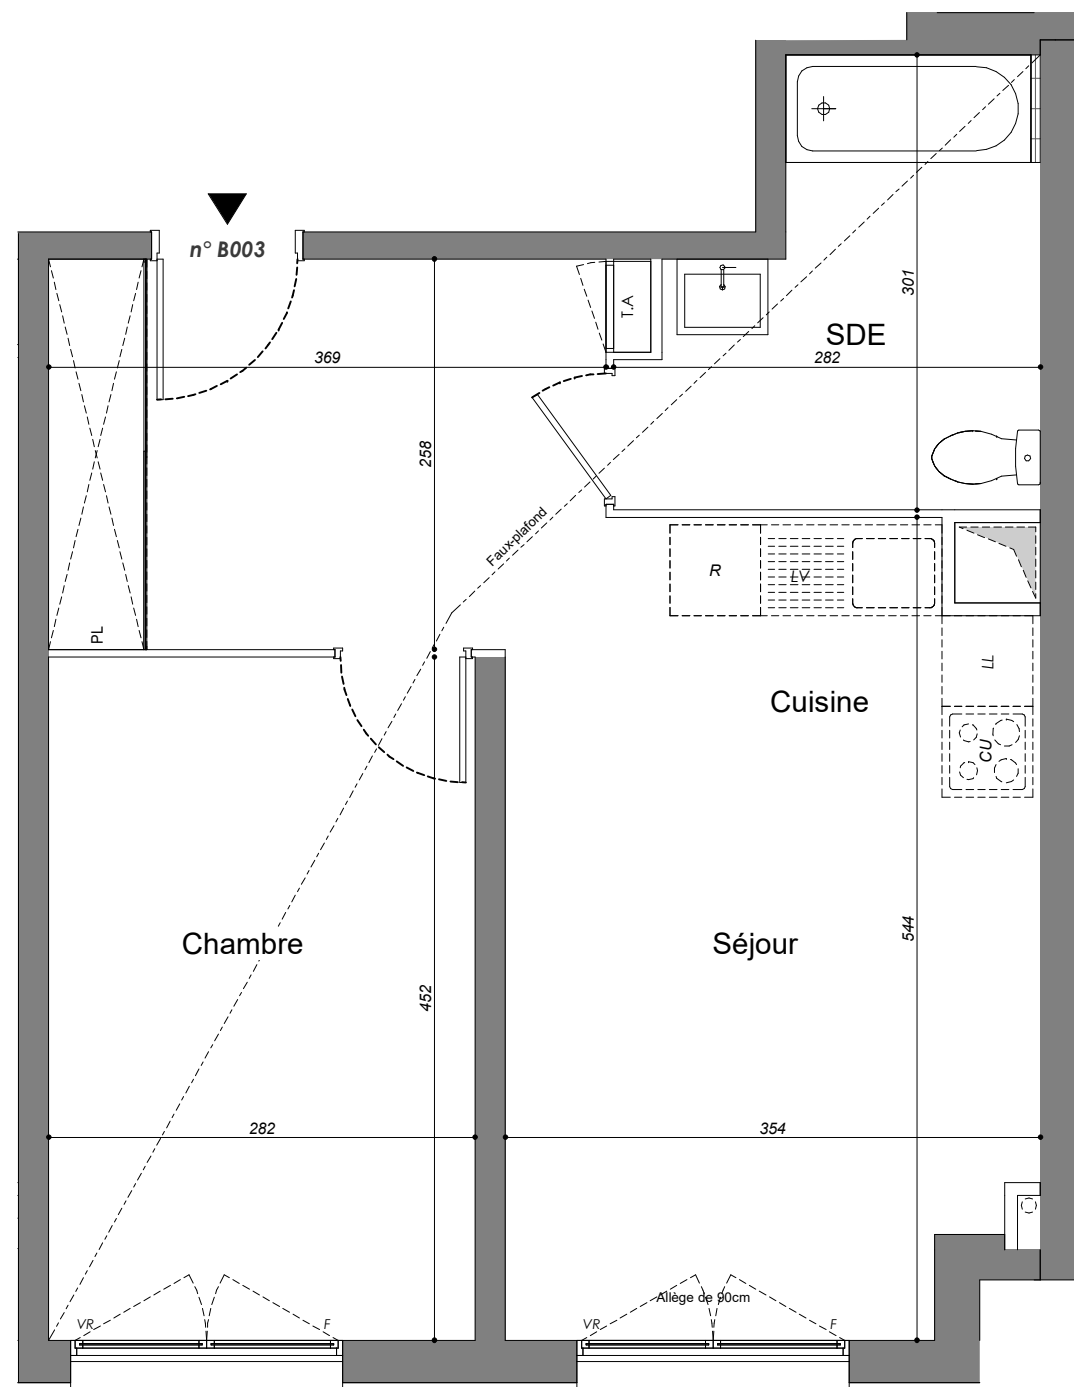 n° B003
T.A
301
SDE
369
282
258
Faux-plafond
R
LV
PL
LL
Cuisine
CU
Chambre
Séjour
544
452
282
354
Allège de 90cm
VR
F
VR
F